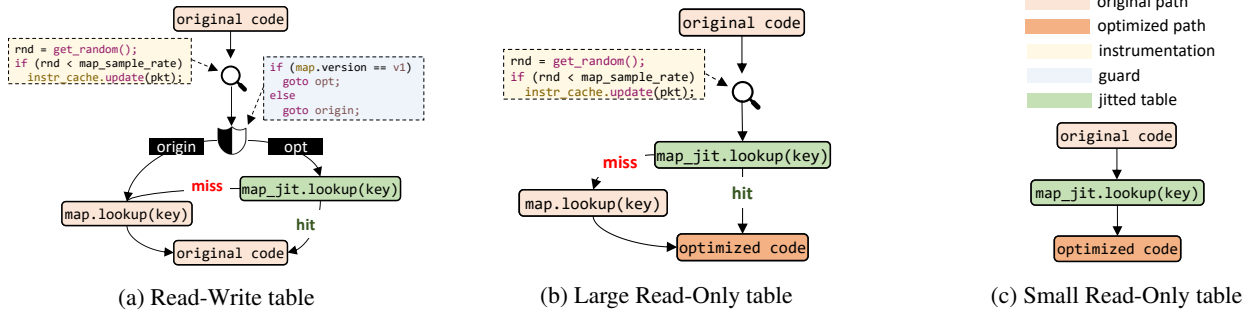 original code
rnd = get_random();
if (rnd < map_sample_rate)
instr_cache.update(pkt);
if (map.version == v1)
goto opt;
else
goto origin;
origin
opt
miss
map_jit.lookup(key)
map.lookup(key)
hit
original code
(a) Read-Write table
original code
rnd = get_random();
if (rnd < map_sample_rate)
instr_cache.update(pkt);
map_jit.lookup(key)
miss
hit
map.lookup(key)
optimized code
(b) Large Read-Only table
original path
optimized path
instrumentation
guard
jitted table
original code
map_jit.lookup(key)
optimized code
(c) Small Read-Only table